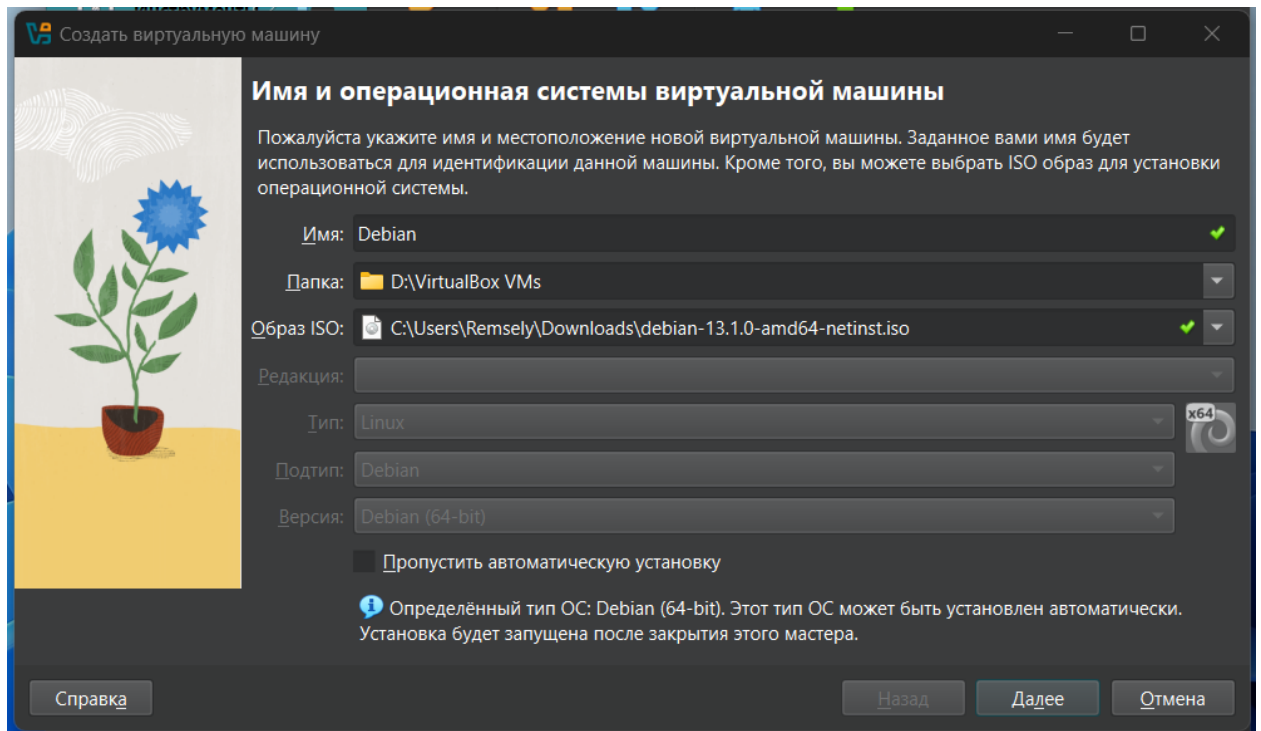 Создать виртуальную машину
Имя и операционная системы виртуальной машины
Пожалуйста укажите имя и местоположение новой виртуальной машины. Заданное вами имя будет
использоваться для идентификации данной машины. Кроме того, вы можете выбрать ISO образ для установки
операционной системы.
Имя: Debian
Папка: D:\VirtualBox VMs
Образ ISO: C:\Users\Remsely\Downloads\debian-13.1.0-amd64-netinst.iso
Редакция:
Тип: Linux
x64
Подтип: Debian
Версия: Debian (64-bit)
Пропустить автоматическую установку
Определённый тип ОС: Debian (64-bit). Этот тип ОС может быть установлен автоматически.
Установка будет запущена после закрытия этого мастера.
Справка Назад Далее Отмена